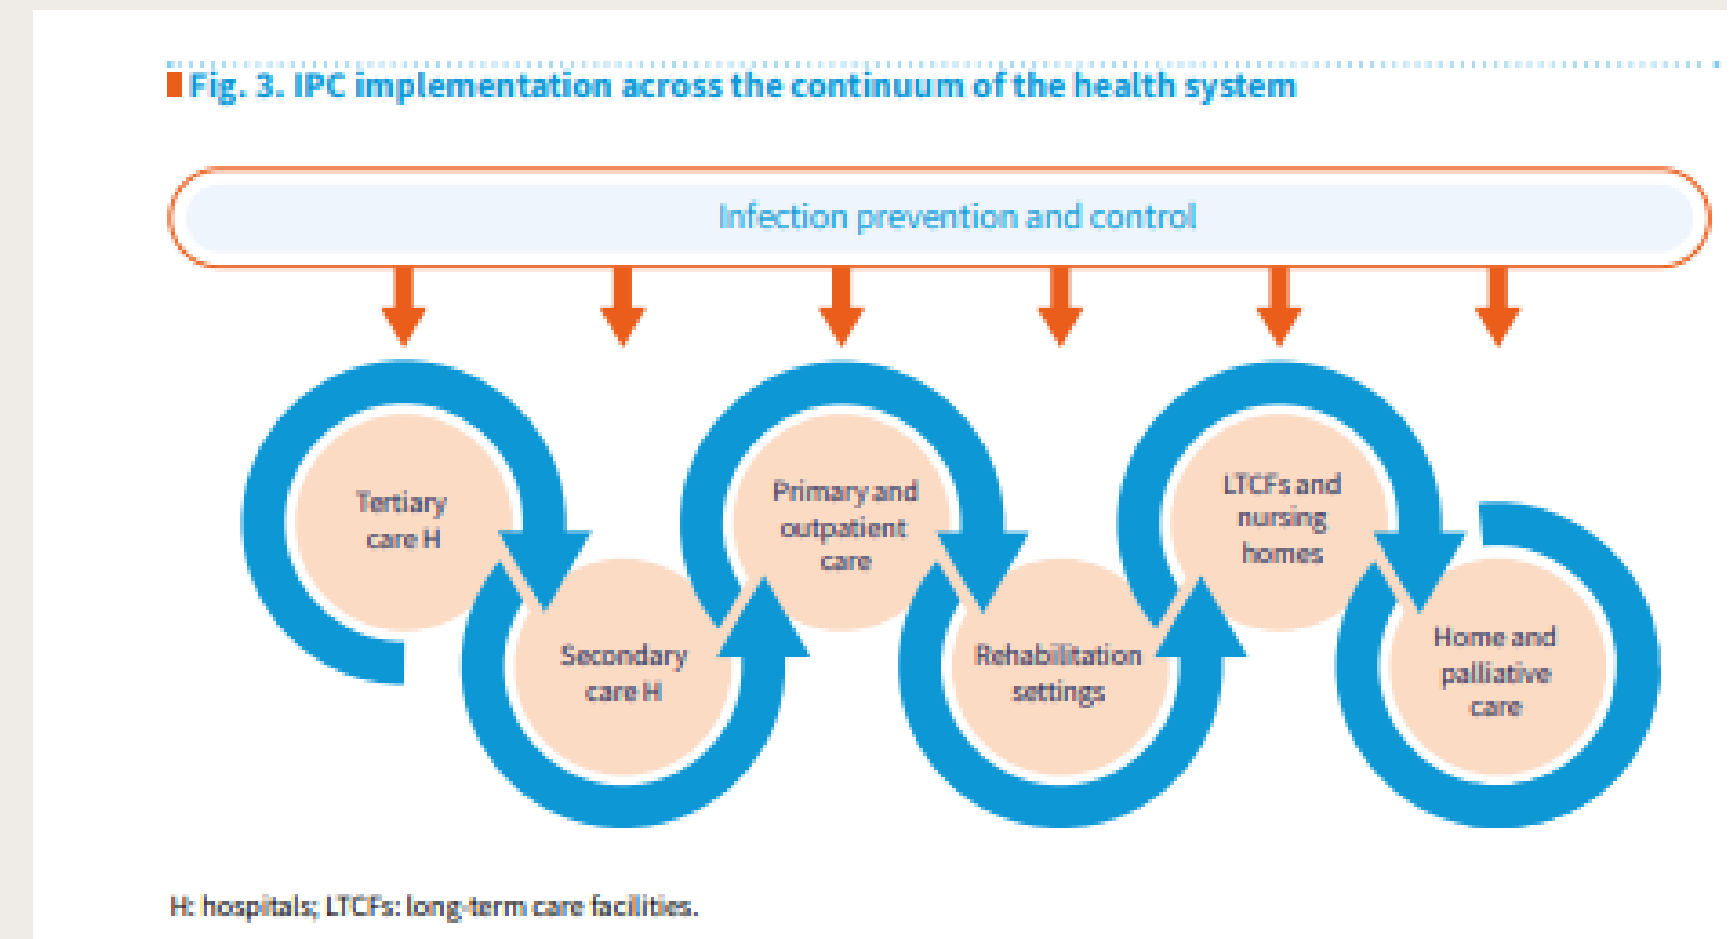 Fig. 3. IPC implementation across the continuum of the health system
Infection prevention and control
Tertiary
care H
Secondary
care H
Primary and
outpatient
care
Rehabilitation
settings
LTCFs and
nursing
homes
Home and
palliative
care
H: hospitals; LTCFs: long-term care facilities.